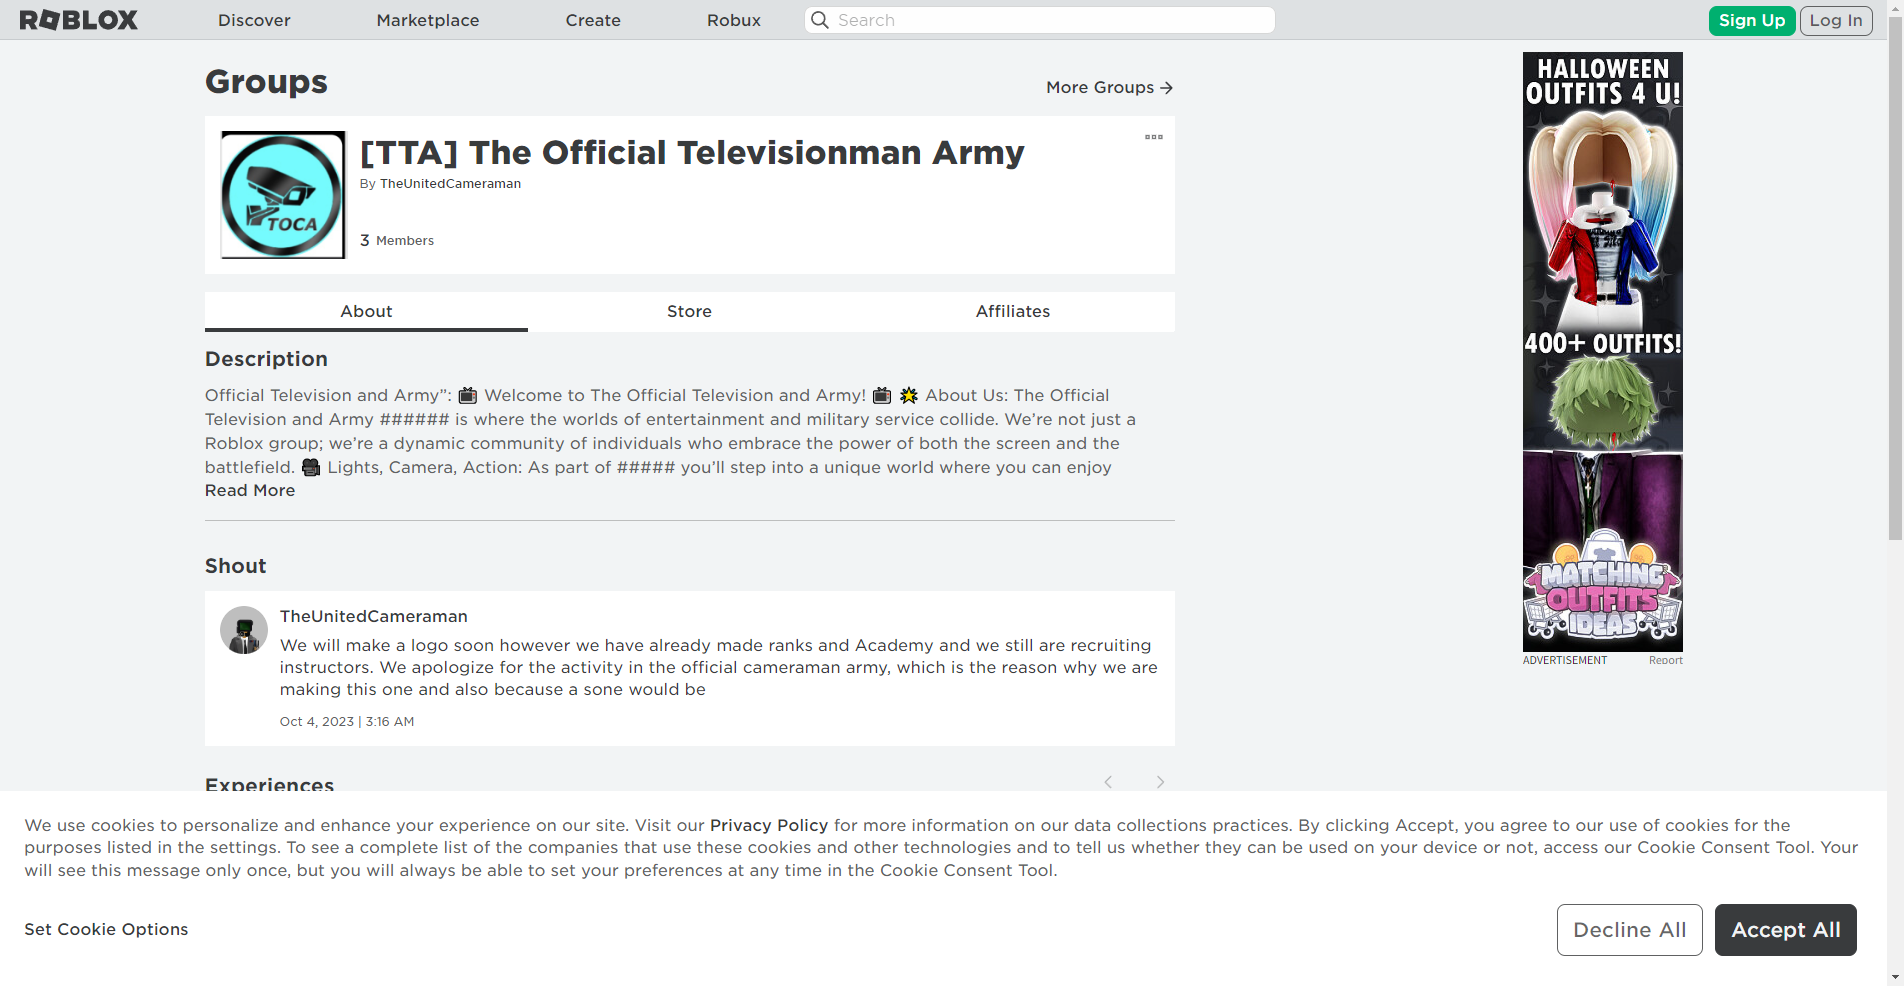 ROBLOX
Discover
Marketplace
Create
Robux
Search
Sign Up
Log In
Groups
More Groups
TOCA
[TTA] The Official Televisionman Army
By TheUnitedCameraman
3 Members
About
Store
Affiliates
Description
Official Television and Army”: 📺 Welcome to The Official Television and Army! 📺 🌟 About Us: The Official
Television and Army ###### is where the worlds of entertainment and military service collide. We’re not just a
Roblox group; we’re a dynamic community of individuals who embrace the power of both the screen and the
battlefield. 🎥 Lights, Camera, Action: As part of ##### you’ll step into a unique world where you can enjoy
Read More
Shout
TheUnitedCameraman
We will make a logo soon however we have already made ranks and Academy and we still are recruiting
instructors. We apologize for the activity in the official cameraman army, which is the reason why we are
making this one and also because a sone would be
Oct 4, 2023 | 3:16 AM
Experiences
HALLOWEEN
OUTFITS 4 U!
400+ OUTFITS!
MATCHING
OUTFITS
IDEAS
ADVERTISEMENT
Report
We use cookies to personalize and enhance your experience on our site. Visit our Privacy Policy for more information on our data collections practices. By clicking Accept, you agree to our use of cookies for the
purposes listed in the settings. To see a complete list of the companies that use these cookies and other technologies and to tell us whether they can be used on your device or not, access our Cookie Consent Tool. Your
will see this message only once, but you will always be able to set your preferences at any time in the Cookie Consent Tool.
Set Cookie Options
Decline All
Accept All